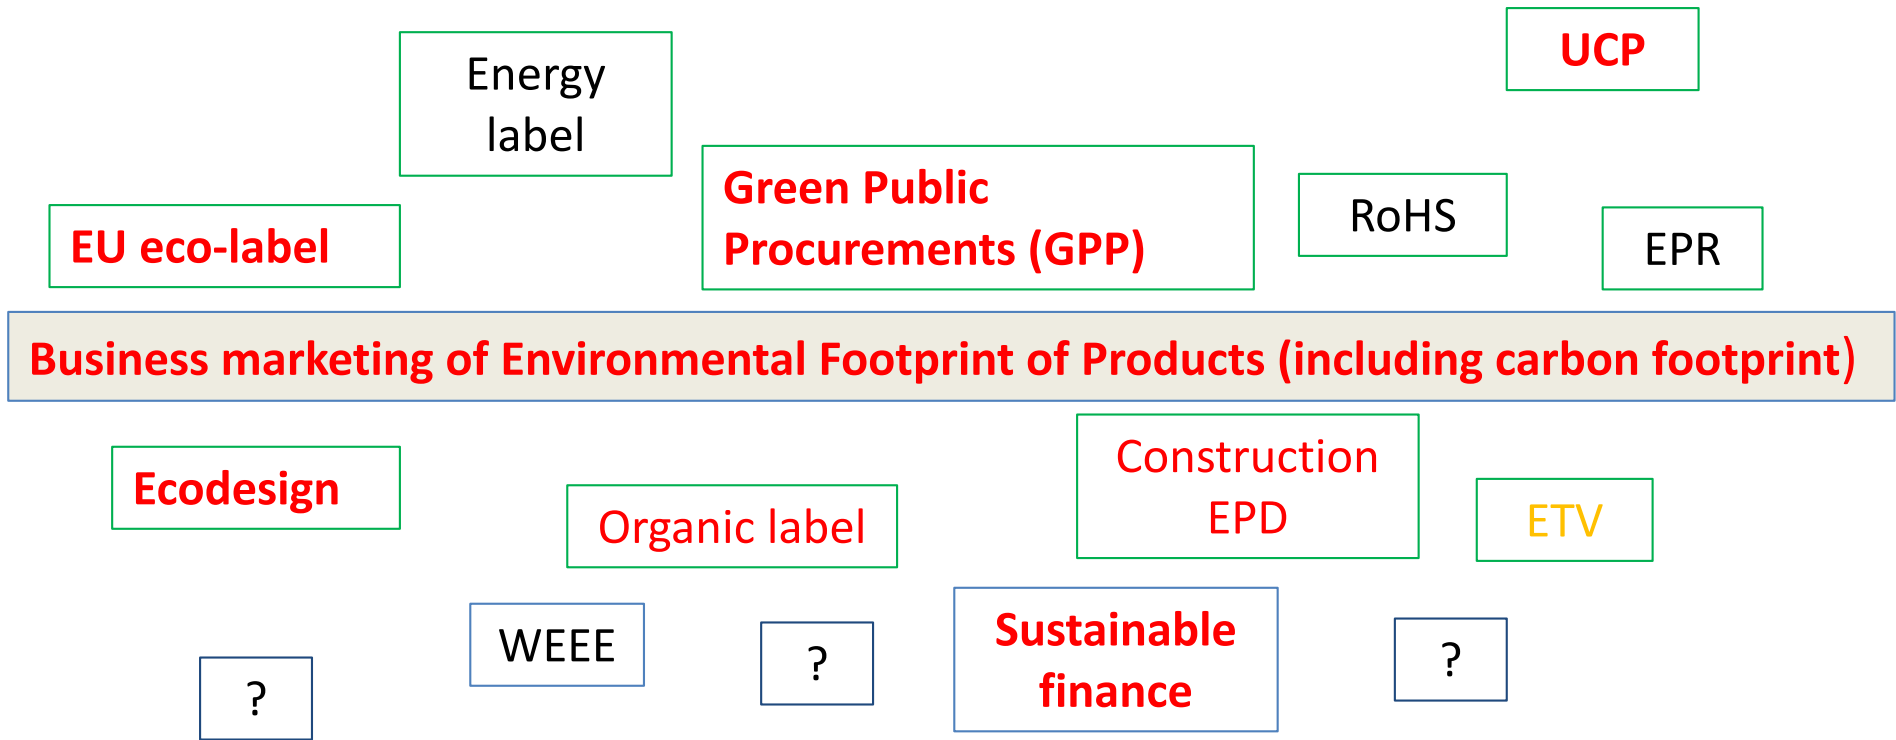 UCP
Energy
label
Green Public
Procurements (GPP)
RoHS
EU eco-label
EPR
Business marketing of Environmental Footprint of Products (including carbon footprint)
Construction
EPD
Ecodesign
Organic label
ETV
Sustainable
finance
WEEE
?
?
?